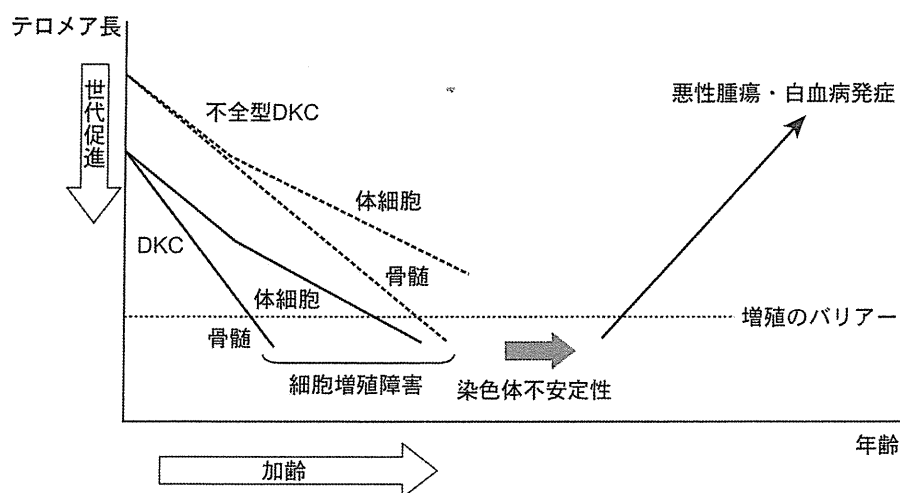 テロメア長
世代促進
不全型DKC
悪性腫瘍・白血病発症
体細胞
DKC
骨髄
体細胞
増殖のバリアー
骨髄
細胞増殖障害
染色体不安定性
年齢
加齢